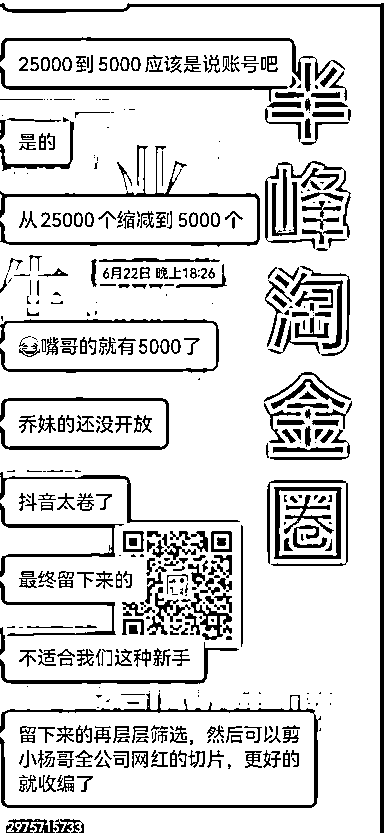 25000到5000应该是说账号吧
是的
从25000个缩减到5000个
6月22日 晚上18:26
😂嘴哥的就有5000了
乔妹的还没开放
抖音太卷了
最终留下来的
不适合我们这种新手
留下来的再层层筛选，然后可以剪
小杨哥全公司网红的切片，更好的
就收编了
半峰淘金圈
2975715733